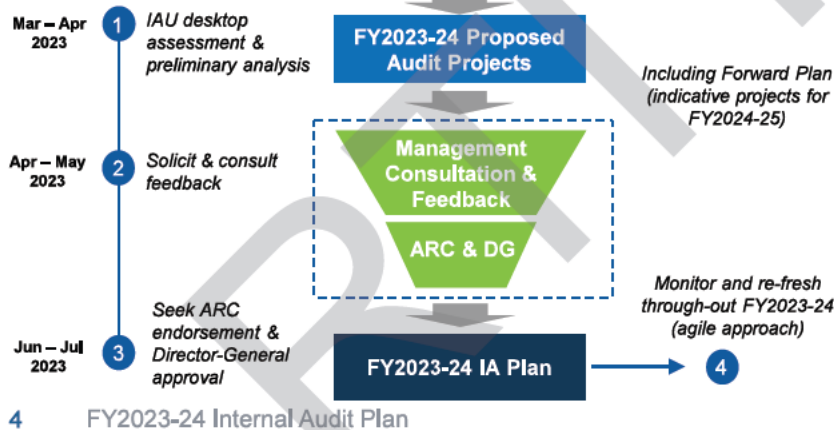 Mar – Apr
2023
1
IAU desktop
assessment &
preliminary analysis
FY2023-24 Proposed
Audit Projects
Including Forward Plan
(indicative projects for
FY2024-25)
Apr – May
2023
2
Solicit & consult
feedback
Management
Consultation &
Feedback
ARC & DG
Jun – Jul
2023
3
Seek ARC
endorsement &
Director-General
approval
FY2023-24 IA Plan
Monitor and re-fresh
through-out FY2023-24
(agile approach)
4
4 FY2023-24 Internal Audit Plan